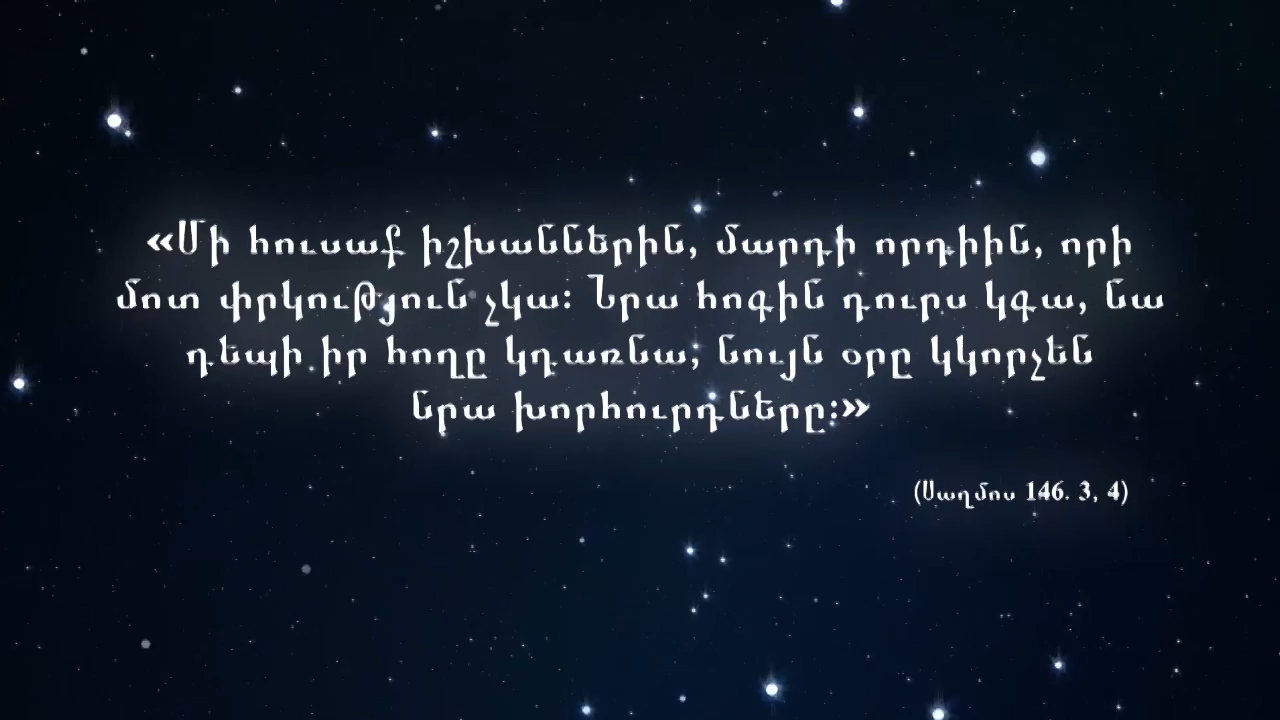 «Մի հուսաք իշխաններին, մարդի որդիին, որի
մոտ փրկություն չկա: Նրա հոգին դուրս կգա, նա
դեպի իր հողը կդառնա, նույն օրը կկորչեն
նրա խորհուրդները:»
(Սաղմոս 146. 3, 4)